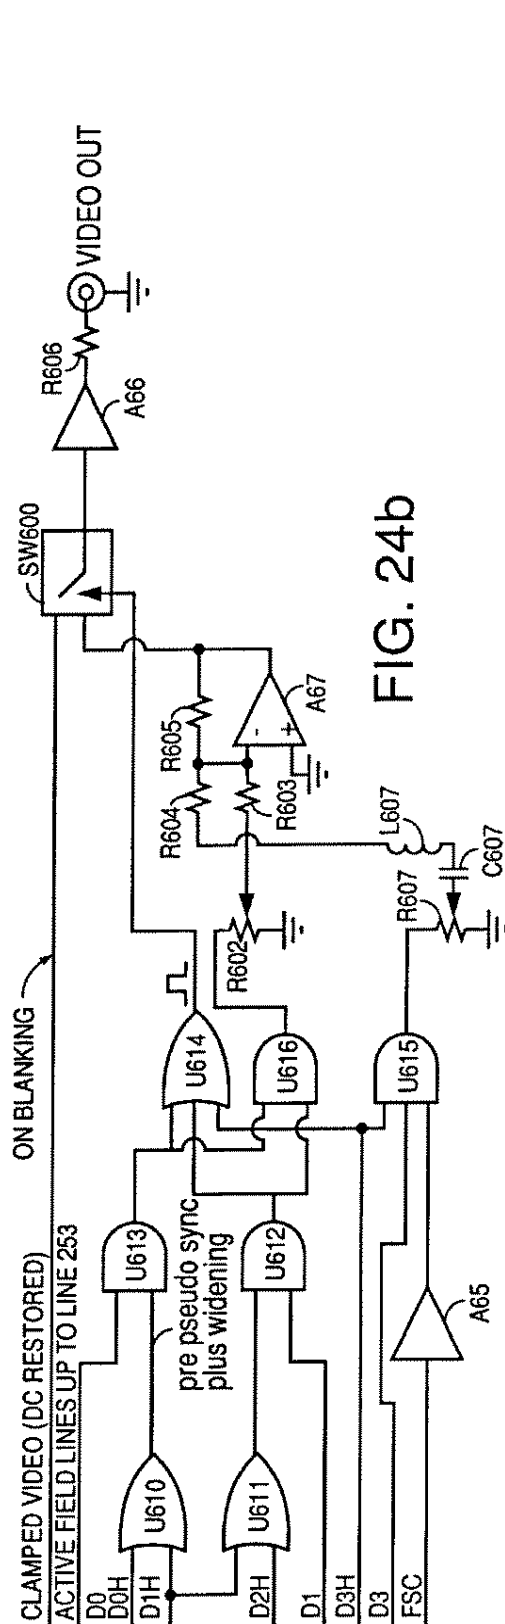 CLAMPED VIDEO (DC RESTORED)
ON BLANKING
ACTIVE FIELD LINES UP TO LINE 253
D0
D0H
D1H
D2H
D1
D3H
D3
FSC
U610
U611
pre pseudo sync
plus widening
U613
U612
A65
U614
U616
U615
R602
R607
C607
L607
R604
R603
R605
A67
-
+
SW600
A66
R606
VIDEO OUT
FIG. 24b